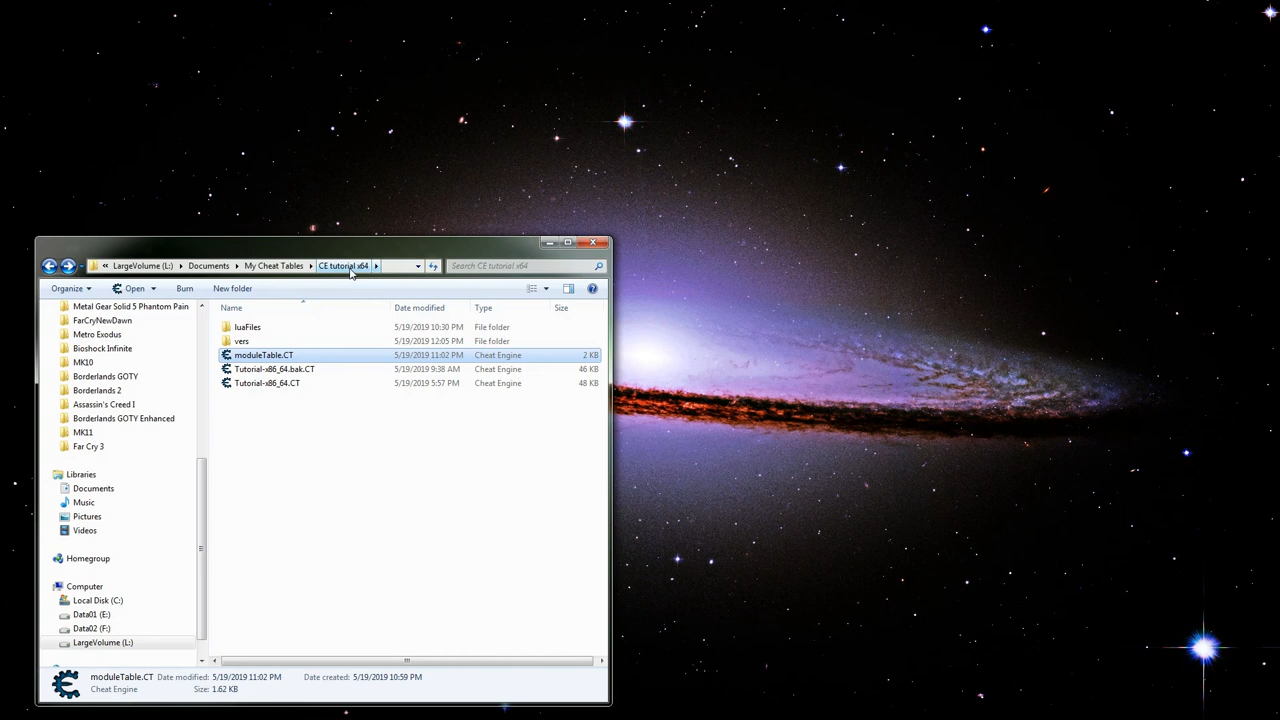 « LargeVolume (L:) Documents My Cheat Tables CE tutorial x64 Search CE tutorial x64
Organize Open Burn New folder
Metal Gear Solid 5 Phantom Pain
FarCryNewDawn
Metro Exodus
Bioshock Infinite
MK10
Borderlands GOTY
Borderlands 2
Assassin's Creed I
Borderlands GOTY Enhanced
MK11
Far Cry 3
Libraries
Documents
Music
Pictures
Videos
Homegroup
Computer
Local Disk (C:)
Data01 (E:)
Data02 (F:)
LargeVolume (L:)
Name Date modified Type Size
luaFiles 5/19/2019 10:30 PM File folder
vers 5/19/2019 12:05 PM File folder
moduleTable.CT 5/19/2019 11:02 PM Cheat Engine 2 KB
Tutorial-x86_64.bak.CT 5/19/2019 9:38 AM Cheat Engine 46 KB
Tutorial-x86_64.CT 5/19/2019 5:57 PM Cheat Engine 48 KB
moduleTable.CT Date modified: 5/19/2019 11:02 PM Date created: 5/19/2019 10:59 PM
Cheat Engine Size: 1.62 KB